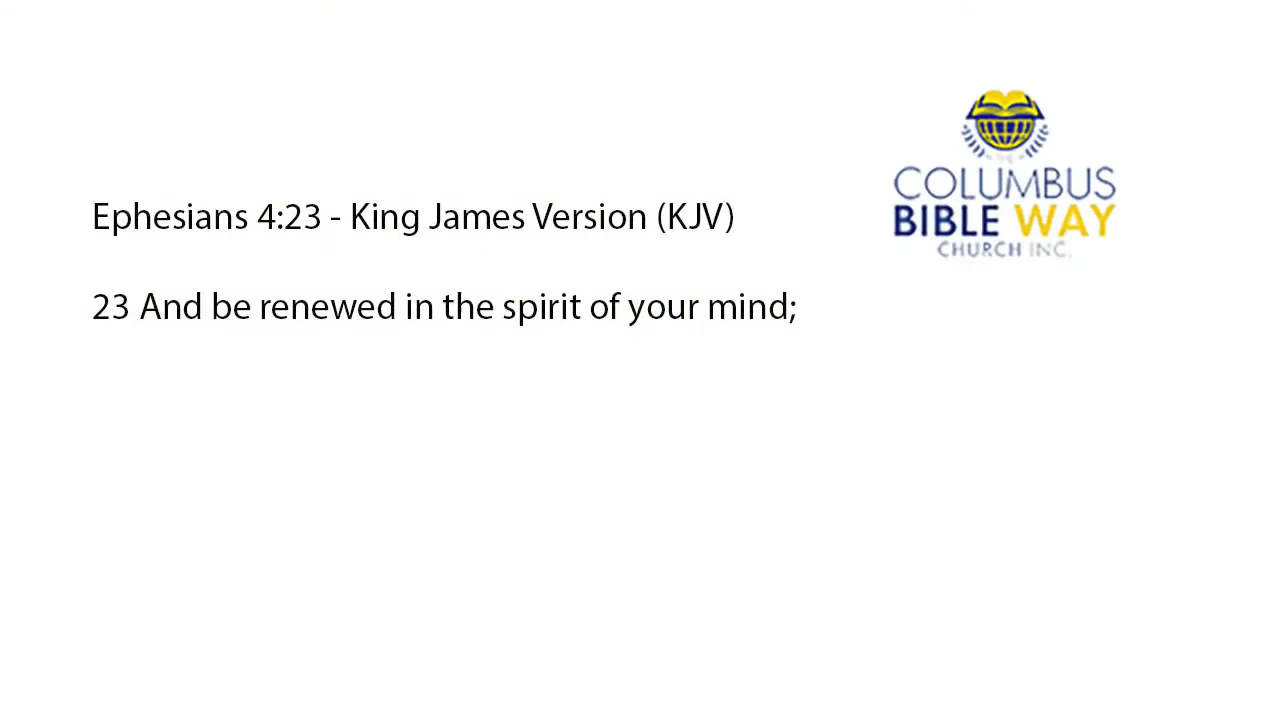 Ephesians 4:23 - King James Version (KJV)
23 And be renewed in the spirit of your mind;
COLUMBUS
BIBLE WAY
CHURCH INC.